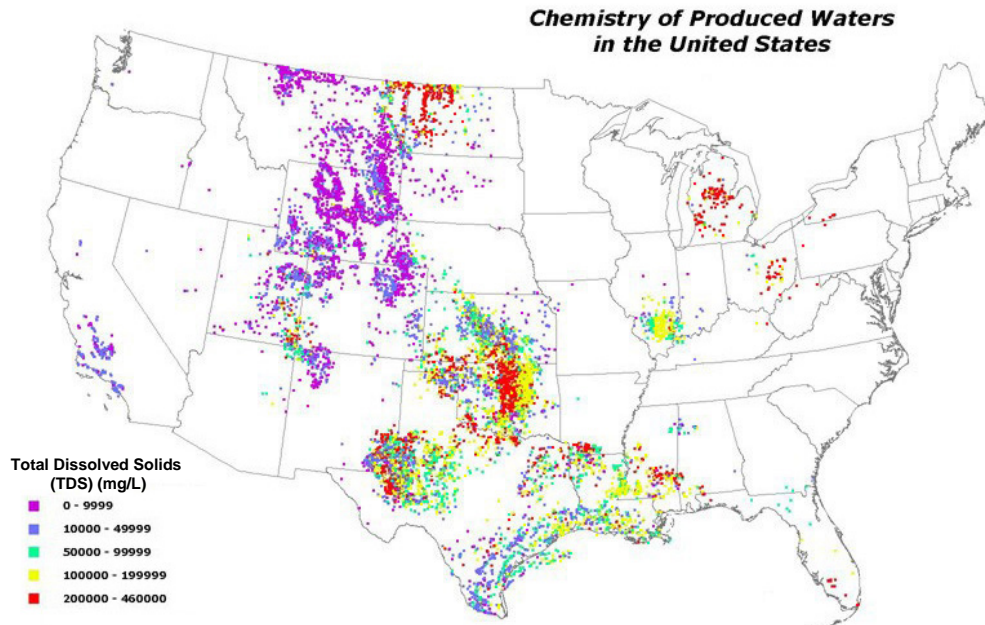 Chemistry of Produced Waters
in the United States
Total Dissolved Solids
(TDS) (mg/L)
0 - 9999
10000 - 49999
50000 - 99999
100000 - 199999
200000 - 460000